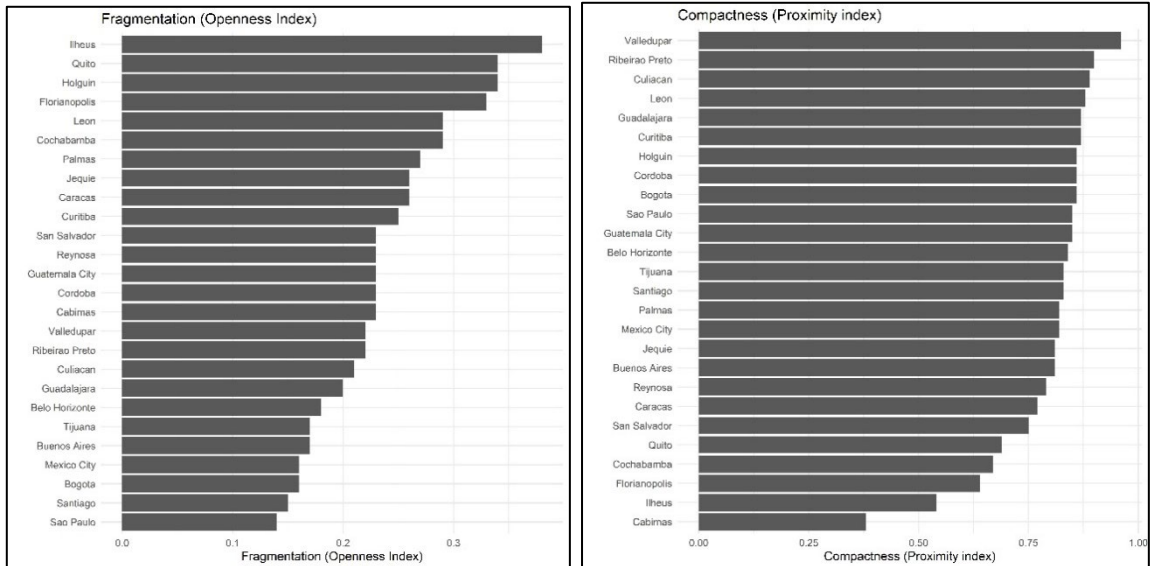 Fragmentation (Openness Index)
Ilheus
Quito
Holguin
Florianopolis
Leon
Cochabamba
Palmas
Jequie
Caracas
Curitiba
San Salvador
Reynosa
Guatemala City
Cordoba
Cabimas
Valledupar
Ribeirao Preto
Culiacan
Guadalajara
Belo Horizonte
Tijuana
Buenos Aires
Mexico City
Bogota
Santiago
Sao Paulo
0.0 0.1 0.2 0.3
Fragmentation (Openness Index)
Compactness (Proximity index)
Valledupar
Ribeirao Preto
Culiacan
Leon
Guadalajara
Curitiba
Holguin
Cordoba
Bogota
Sao Paulo
Guatemala City
Belo Horizonte
Tijuana
Santiago
Palmas
Mexico City
Jequie
Buenos Aires
Reynosa
Caracas
San Salvador
Quito
Cochabamba
Florianopolis
Ilheus
Cabimas
0.00 0.25 0.50 0.75 1.00
Compactness (Proximity index)